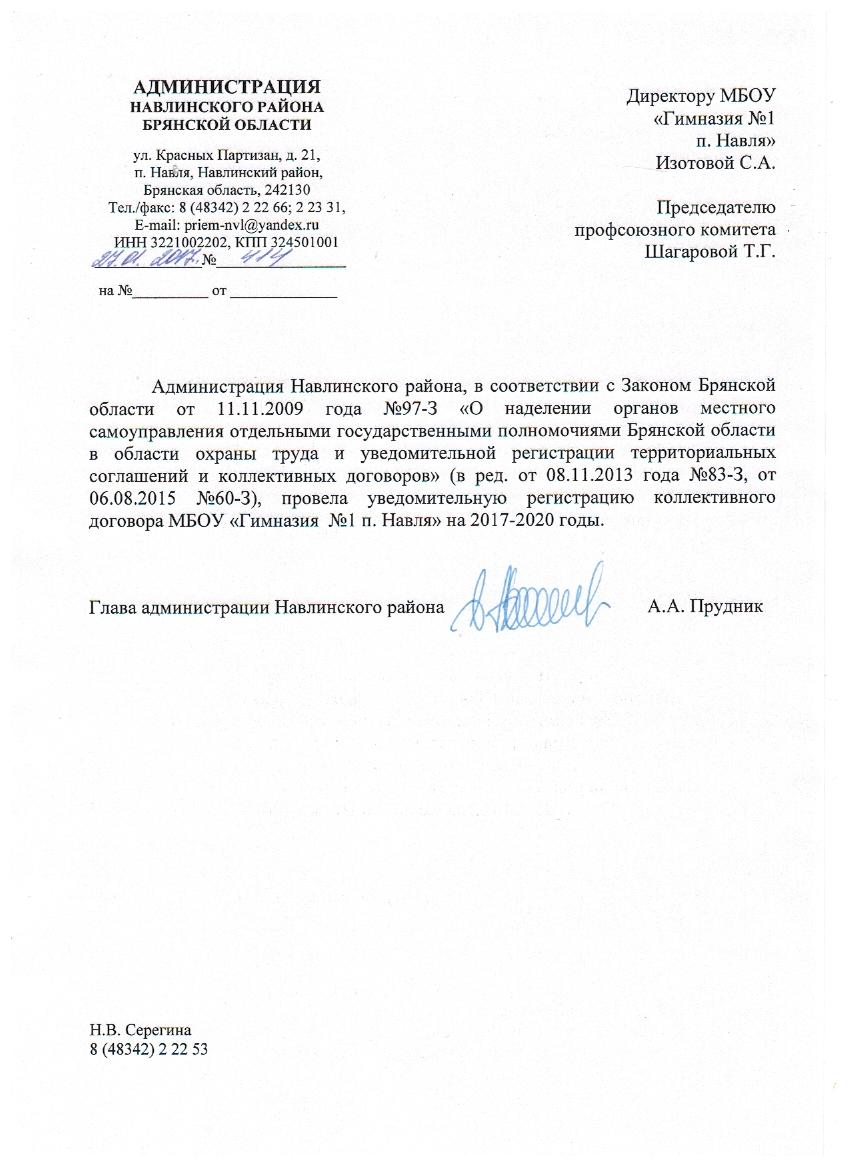 АДМИНИСТРАЦИЯ
НАВЛИНСКОГО РАЙОНА
БРЯНСКОЙ ОБЛАСТИ
ул. Красных Партизан, д. 21,
п. Навля, Навлинский район,
Брянская область, 242130
Тел./факс: 8 (48342) 2 22 66; 2 23 31,
E-mail: priem-nvl@yandex.ru
ИНН 3221002202, КПП 324501001
27.01. 2017. № 414
на №__________ от ______________
Директору МБОУ
«Гимназия №1
п. Навля»
Изотовой С.А.
Председателю
профсоюзного комитета
Шагаровой Т.Г.
Администрация Навлинского района, в соответствии с Законом Брянской
области от 11.11.2009 года №97-З «О наделении органов местного
самоуправления отдельными государственными полномочиями Брянской области
в области охраны труда и уведомительной регистрации территориальных
соглашений и коллективных договоров» (в ред. от 08.11.2013 года №83-З, от
06.08.2015 №60-З), провела уведомительную регистрацию коллективного
договора МБОУ «Гимназия №1 п. Навля» на 2017-2020 годы.
Глава администрации Навлинского района А.А. Прудник
Н.В. Серегина
8 (48342) 2 22 53